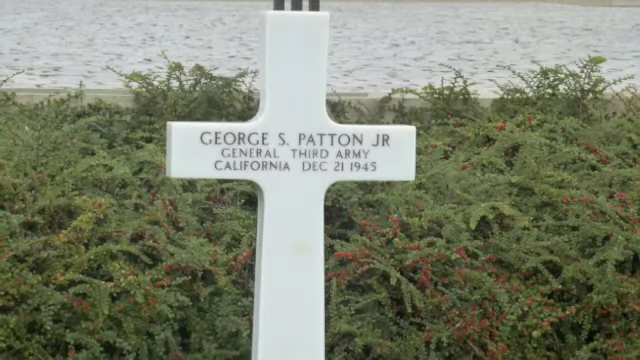 GEORGE S. PATTON JR
GENERAL THIRD ARMY
CALIFORNIA DEC 21 1945